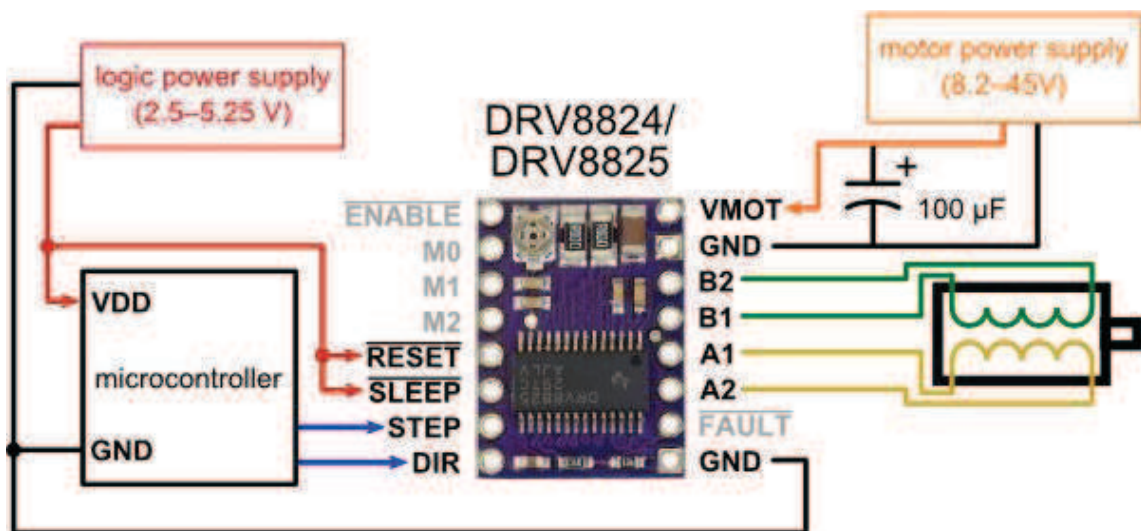 logic power supply
(2.5–5.25 V)
motor power supply
(8.2–45V)
DRV8824/
DRV8825
ENABLE
M0
M1
M2
RESET
SLEEP
STEP
DIR
VMOT
GND
B2
B1
A1
A2
FAULT
GND
+
100 µF
VDD
microcontroller
GND
DRV8825